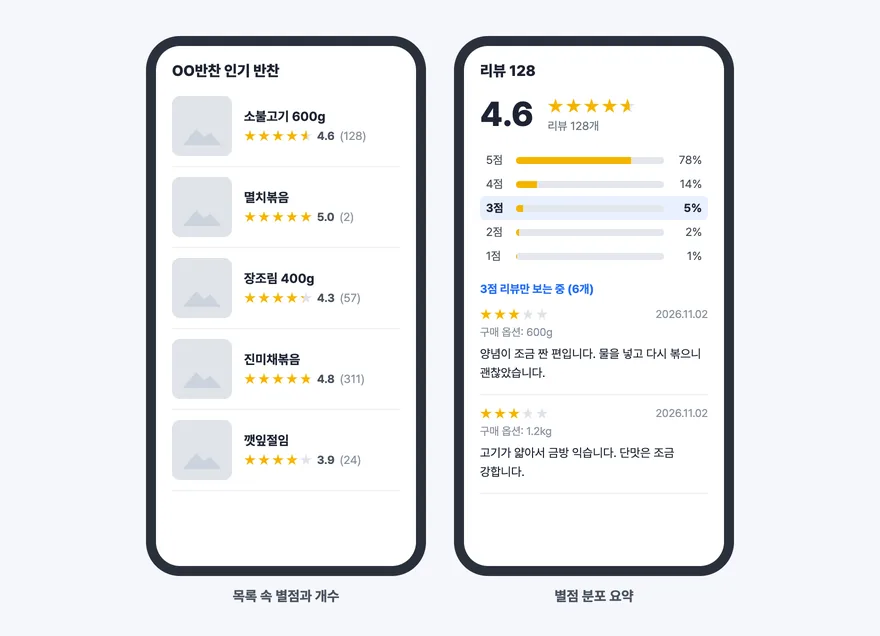 OO반찬 인기 반찬
소불고기 600g
★★★★★ 4.6 (128)
멸치볶음
★★★★★ 5.0 (2)
장조림 400g
★★★★★ 4.3 (57)
진미채볶음
★★★★★ 4.8 (311)
깻잎절임
★★★★★ 3.9 (24)
목록 속 별점과 개수
리뷰 128
4.6 ★★★★★
리뷰 128개
5점 78%
4점 14%
3점 5%
2점 2%
1점 1%
3점 리뷰만 보는 중 (6개)
★★★★★ 2026.11.02
구매 옵션: 600g
양념이 조금 짠 편입니다. 물을 넣고 다시 볶으니
괜찮았습니다.
★★★★★ 2026.11.02
구매 옵션: 1.2kg
고기가 얇아서 금방 익습니다. 단맛은 조금
강합니다.
별점 분포 요약